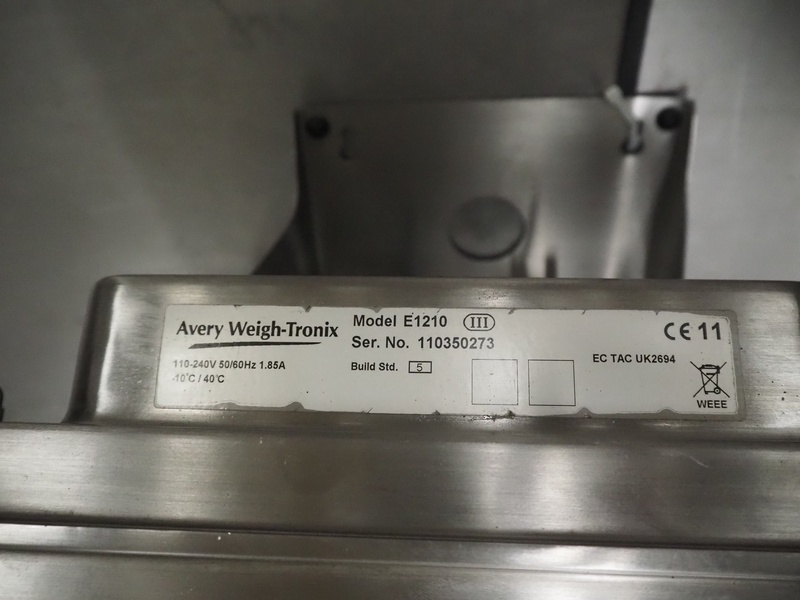 Avery Weigh-Tronix
110-240V 50/60Hz 1.85A
-10°C / 40°C
Model E1210 III
Ser. No. 110350273
Build Std. 5
CE 11
EC TAC UK2694
WEEE